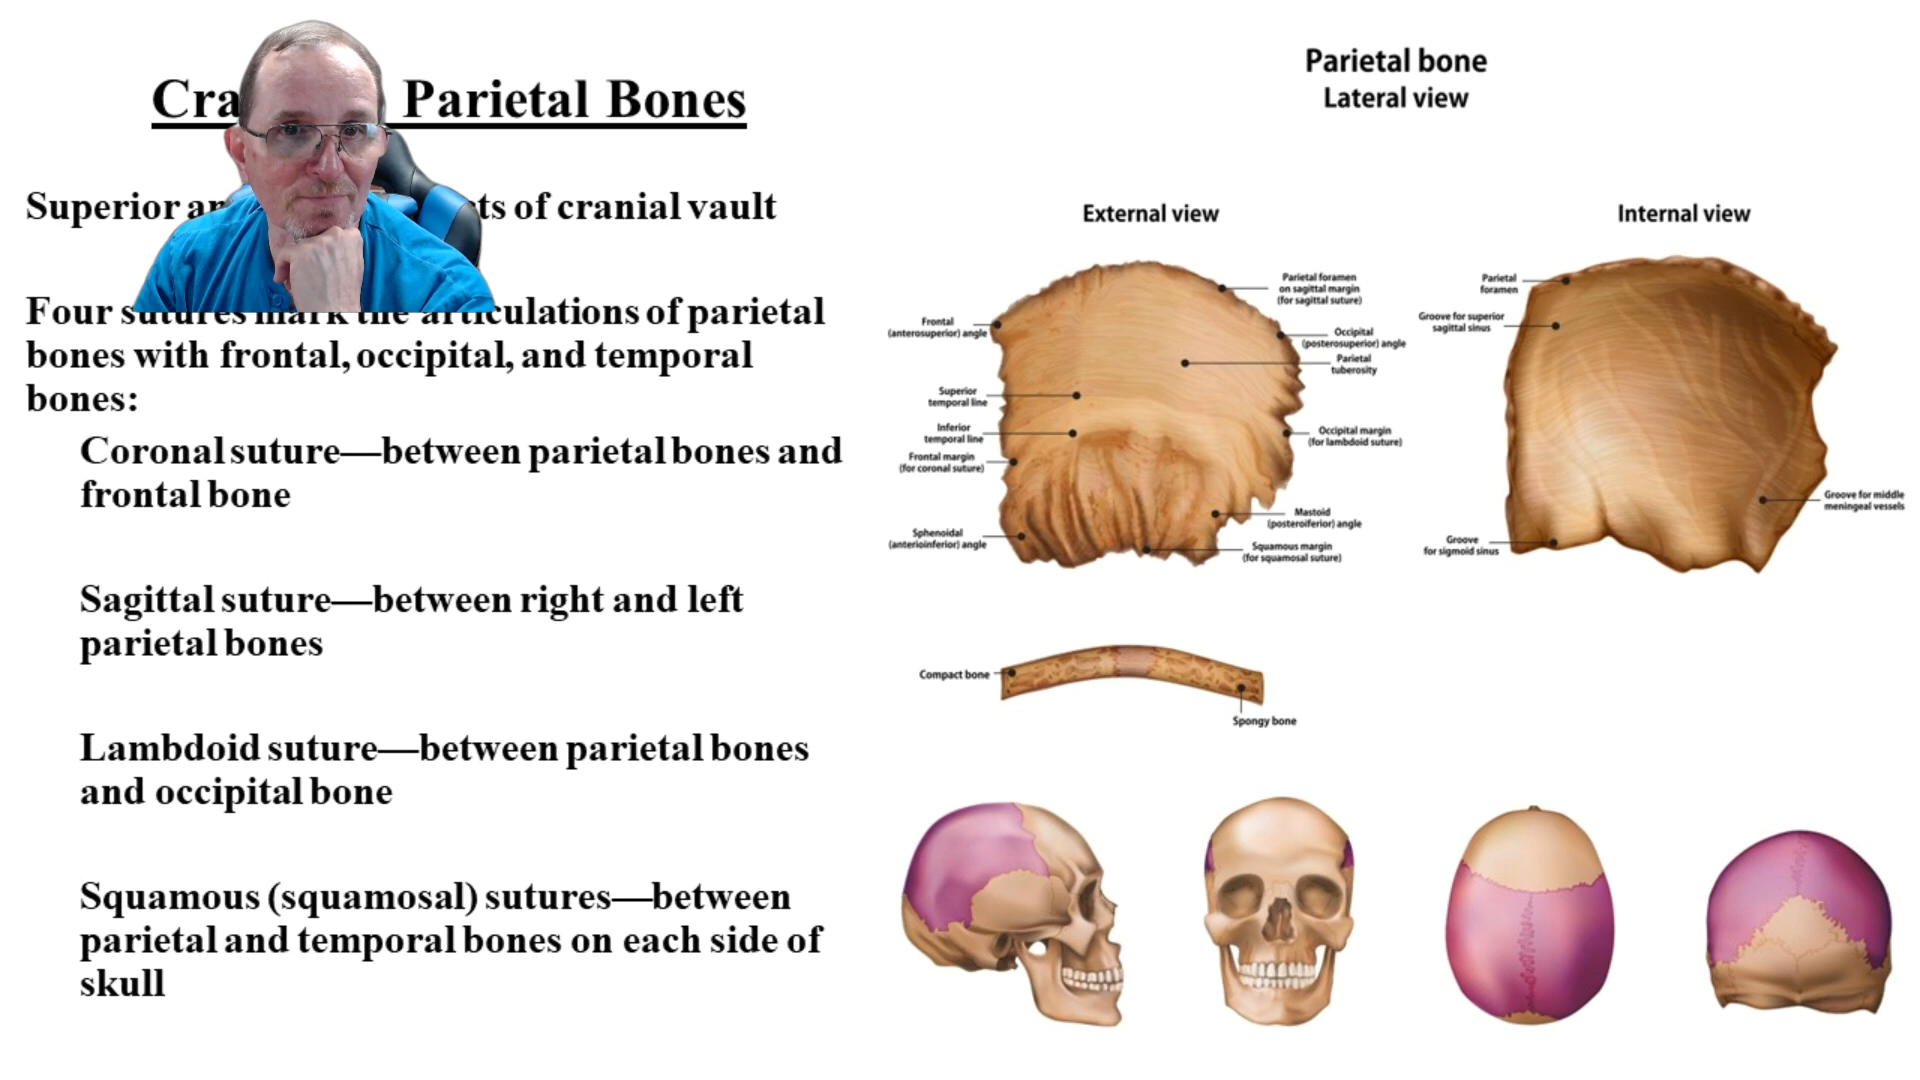 Cra Parietal Bones
Superior ar ts of cranial vault
Four sutures mark the articulations of parietal
bones with frontal, occipital, and temporal
bones:
Coronal suture—between parietal bones and
frontal bone
Sagittal suture—between right and left
parietal bones
Lambdoid suture—between parietal bones
and occipital bone
Squamous (squamosal) sutures—between
parietal and temporal bones on each side of
skull
Parietal bone
Lateral view
External view
Frontal
(anterosuperior) angle
Superior
temporal line
Inferior
temporal line
Frontal margin
(for coronal suture)
Sphenoidal
(anterioinferior) angle
Parietal foramen
on sagittal margin
(for sagittal suture)
Occipital
(posterosuperior) angle
Parietal
tuberosity
Occipital margin
(for lambdoid suture)
Mastoid
(posteroiferior) angle
Squamous margin
(for squamosal suture)
Internal view
Parietal
foramen
Groove for superior
sagittal sinus
Groove
for sigmoid sinus
Groove for middle
meningeal vessels
Compact bone
Spongy bone